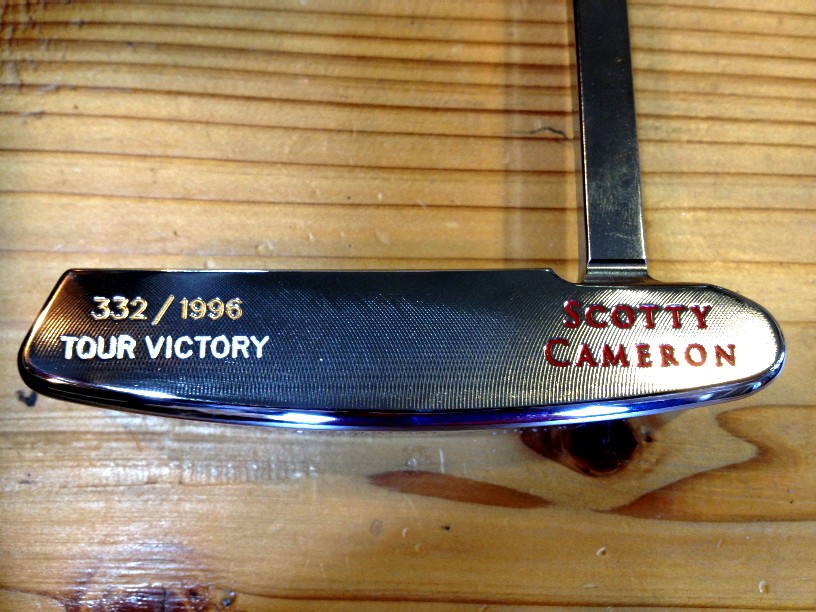 332 / 1996
TOUR VICTORY
SCOTTY
CAMERON